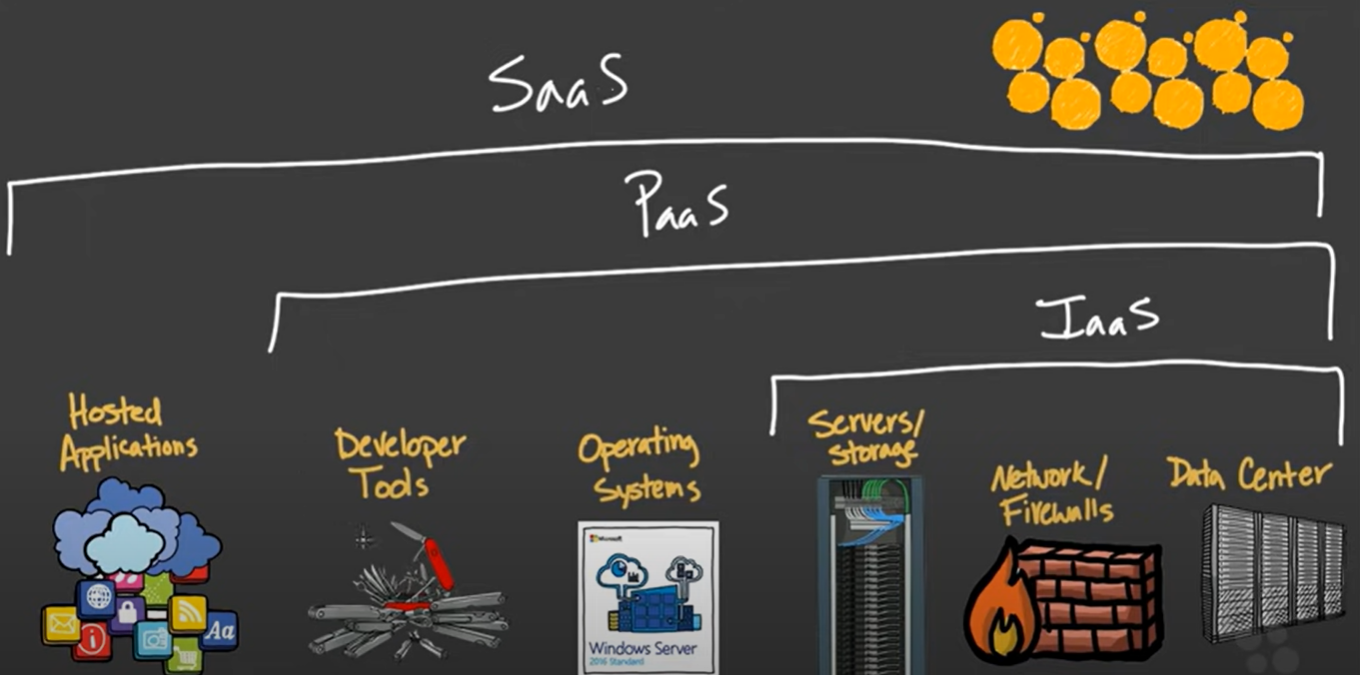 SaaS
PaaS
IaaS
Hosted
Applications
Developer
Tools
Operating
Systems
Servers/
Storage
Network/
Firewalls
Data Center
Microsoft
Windows Server
2016 Standard
Aa